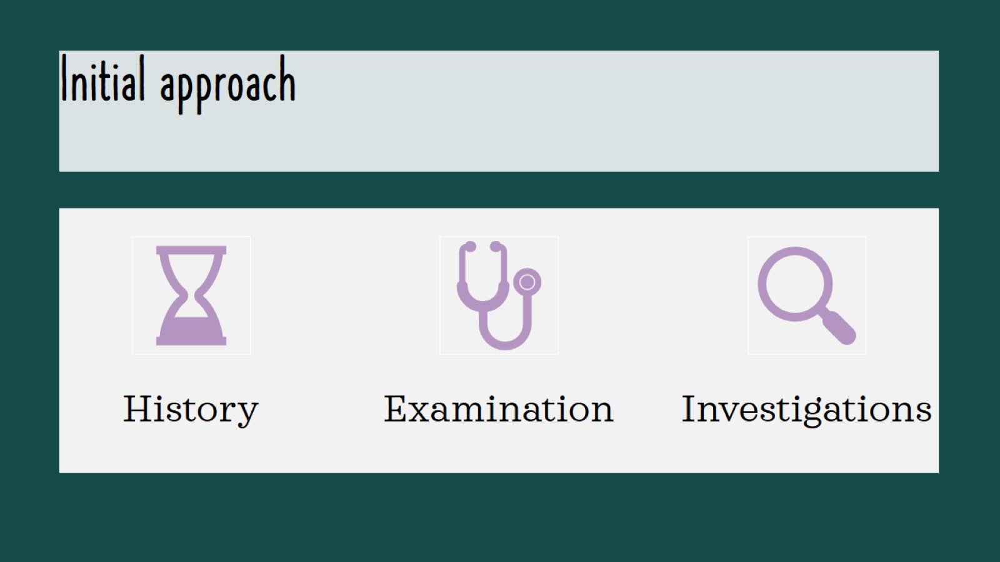 Initial approach
History
Examination
Investigations